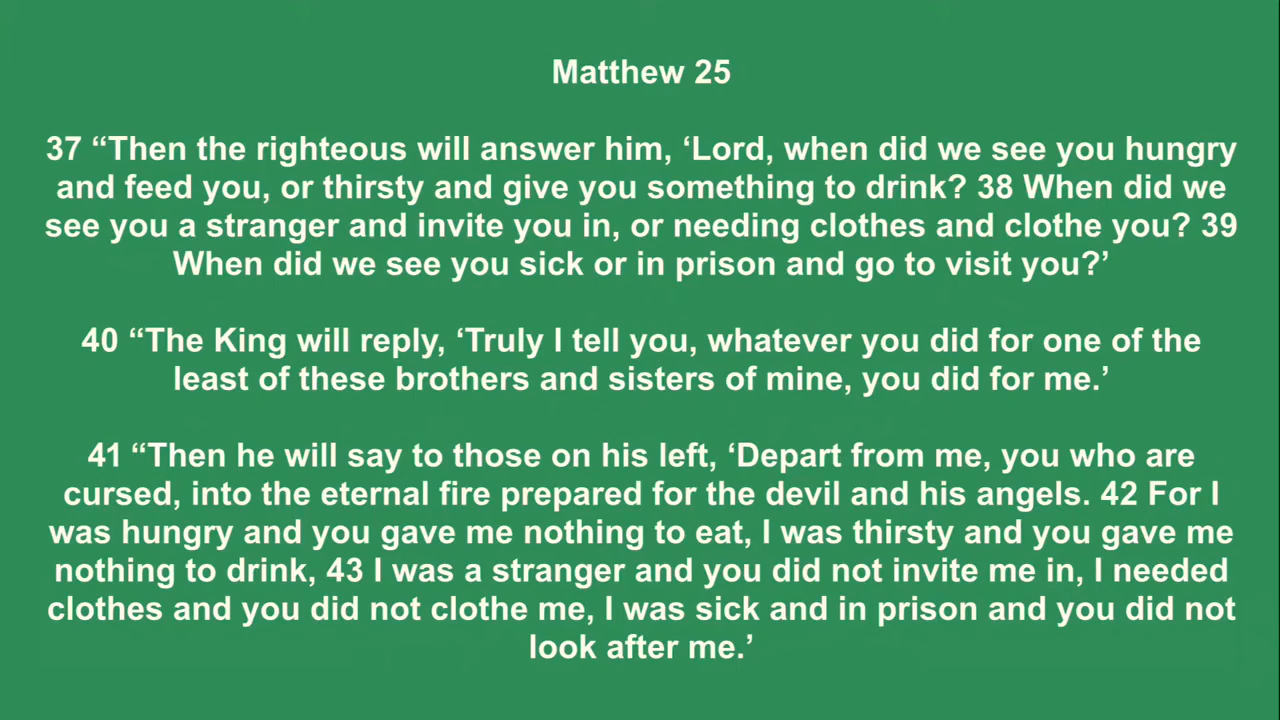 Matthew 25
37 “Then the righteous will answer him, ‘Lord, when did we see you hungry
and feed you, or thirsty and give you something to drink? 38 When did we
see you a stranger and invite you in, or needing clothes and clothe you? 39
When did we see you sick or in prison and go to visit you?’
40 “The King will reply, ‘Truly I tell you, whatever you did for one of the
least of these brothers and sisters of mine, you did for me.’
41 “Then he will say to those on his left, ‘Depart from me, you who are
cursed, into the eternal fire prepared for the devil and his angels. 42 For I
was hungry and you gave me nothing to eat, I was thirsty and you gave me
nothing to drink, 43 I was a stranger and you did not invite me in, I needed
clothes and you did not clothe me, I was sick and in prison and you did not
look after me.’